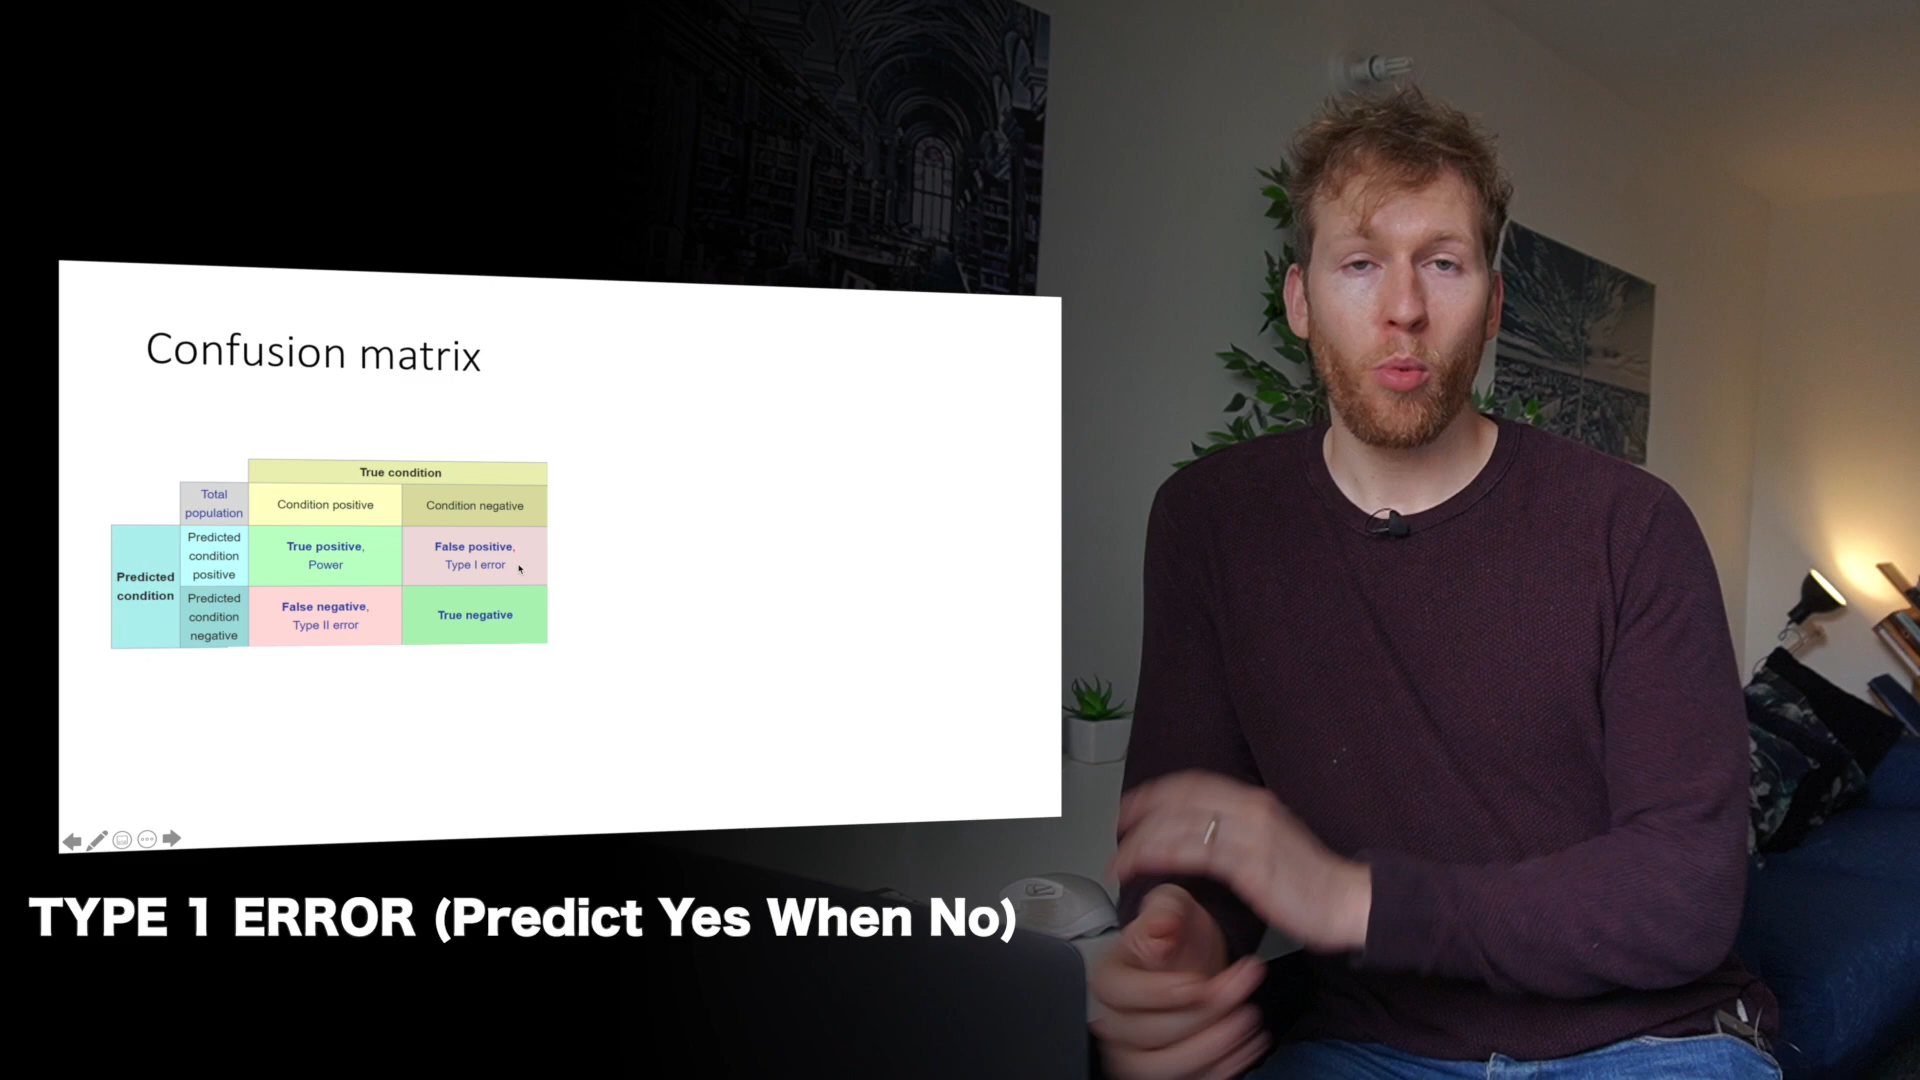 Confusion matrix
True condition
Total
population
Condition positive
Condition negative
Predicted
condition
Predicted
condition
positive
True positive,
Power
False positive,
Type I error
Predicted
condition
negative
False negative,
Type II error
True negative
TYPE 1 ERROR (Predict Yes When No)